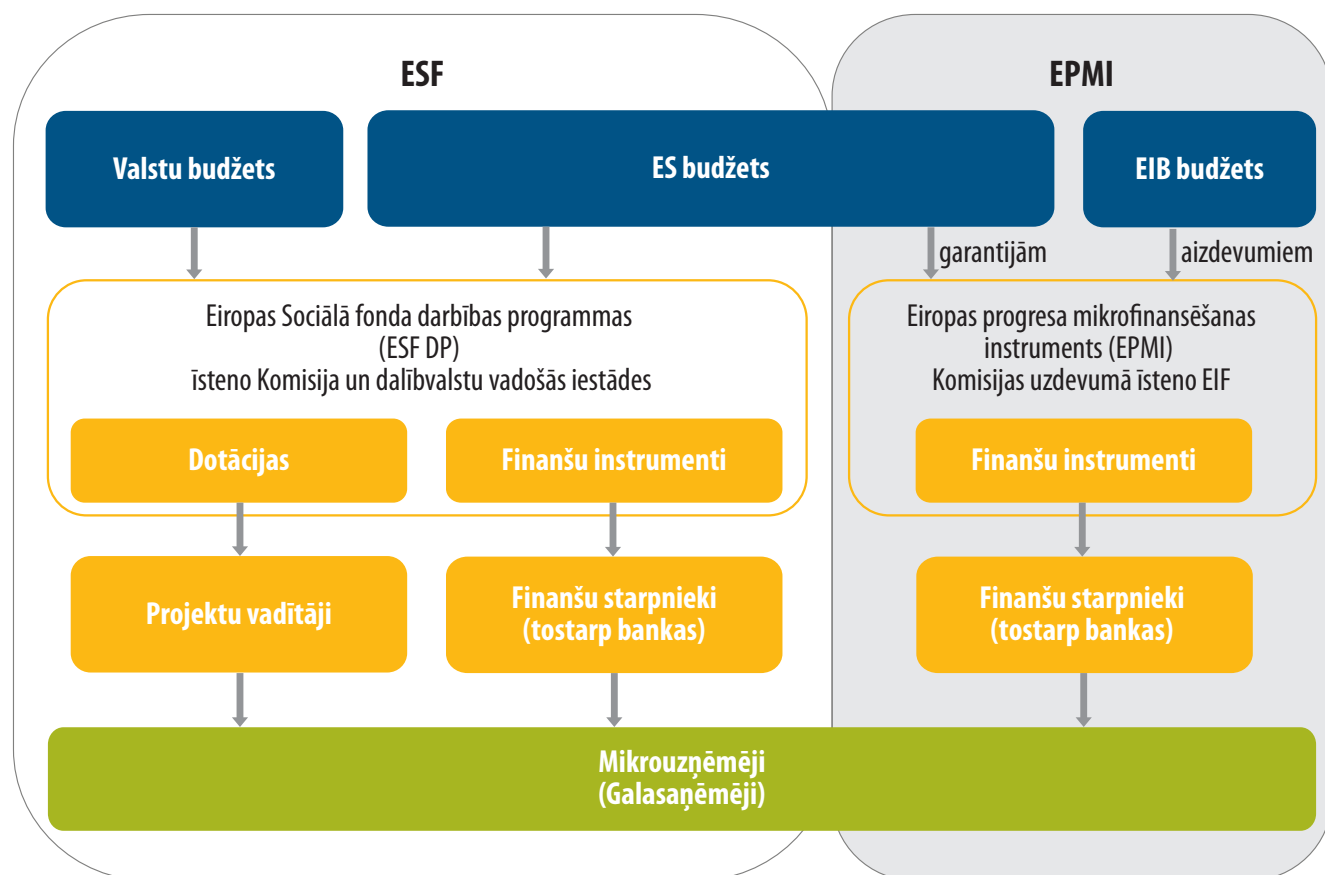 ESF
EPMI
Valstu budžets
ES budžets
EIB budžets
garantijām
aizdevumiem
Eiropas Sociālā fonda darbības programmas
(ESF DP)
īsteno Komisija un dalībvalstu vadošās iestādes
Eiropas progresa mikrofinansēšanas
instruments (EPMI)
Komisijas uzdevumā īsteno EIF
Dotācijas
Finanšu instrumenti
Finanšu instrumenti
Projektu vadītāji
Finanšu starpnieki
(tostarp bankas)
Finanšu starpnieki
(tostarp bankas)
Mikrouzņēmēji
(Galasaņēmēji)